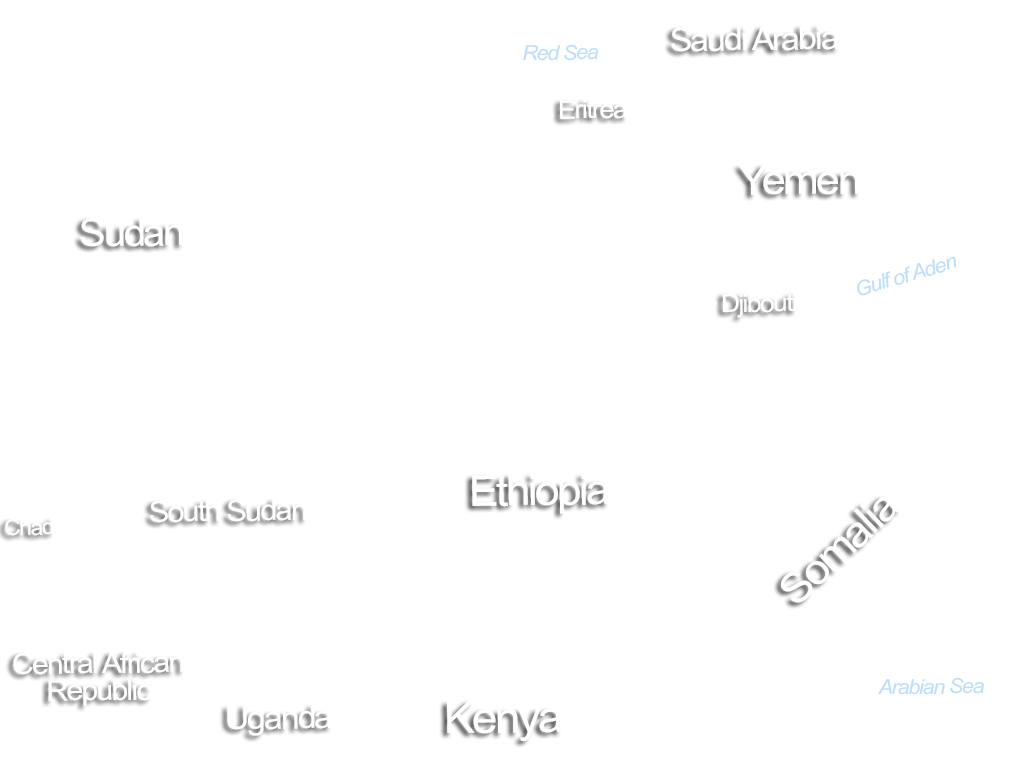 Red Sea
Saudi Arabia
Eritrea
Yemen
Sudan
Gulf of Aden
Djibouti
Ethiopia
South Sudan
Chad
Somalia
Central African
Republic
Arabian Sea
Uganda
Kenya